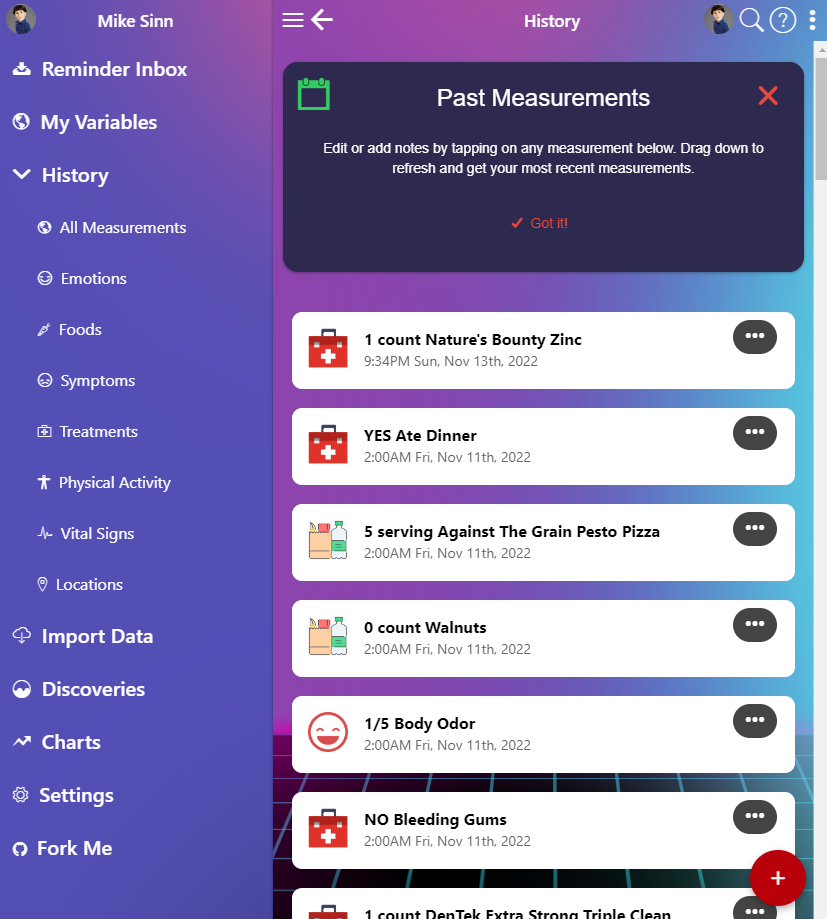 Mike Sinn
Reminder Inbox
My Variables
History
All Measurements
Emotions
Foods
Symptoms
Treatments
Physical Activity
Vital Signs
Locations
Import Data
Discoveries
Charts
Settings
Fork Me
History
?
Past Measurements
Edit or add notes by tapping on any measurement below. Drag down to
refresh and get your most recent measurements.
Got it!
1 count Nature's Bounty Zinc
9:34PM Sun, Nov 13th, 2022
YES Ate Dinner
2:00AM Fri, Nov 11th, 2022
5 serving Against The Grain Pesto Pizza
2:00AM Fri, Nov 11th, 2022
0 count Walnuts
2:00AM Fri, Nov 11th, 2022
1/5 Body Odor
2:00AM Fri, Nov 11th, 2022
NO Bleeding Gums
2:00AM Fri, Nov 11th, 2022
1 count DenTek Extra Strong Triple Clean